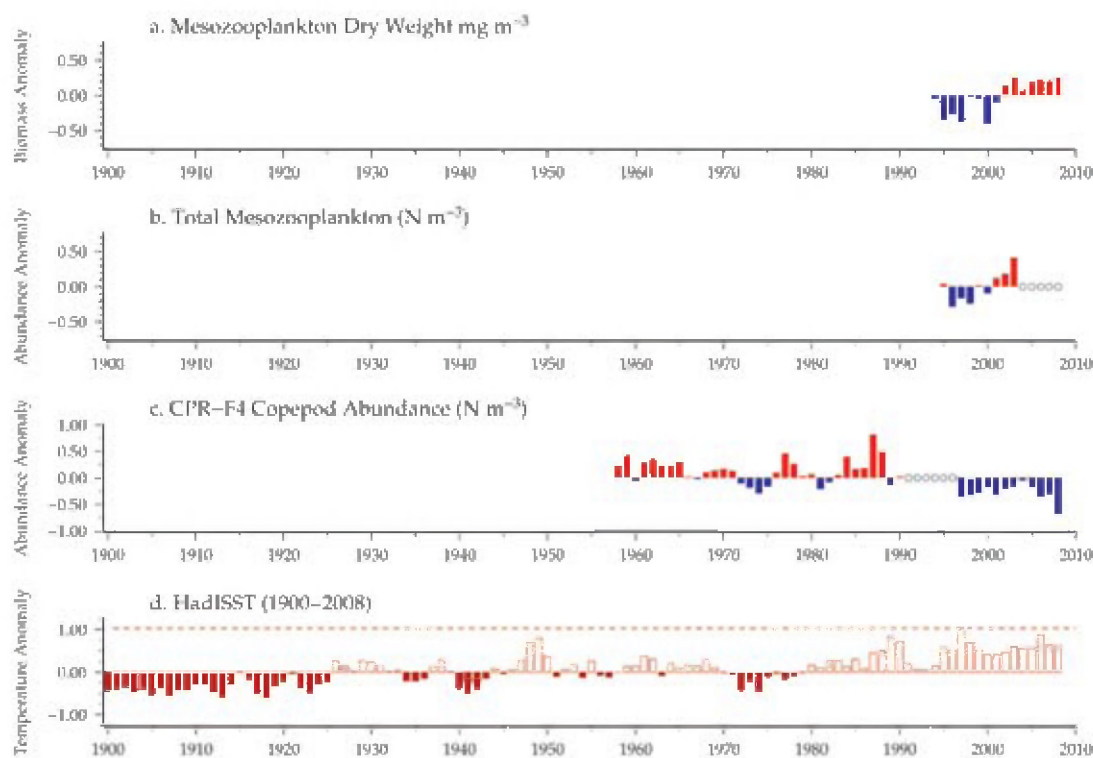 a. Mesozooplankton Dry Weight mg m⁻³
Biomass Anomaly
0.50
0.00
−0.50
1900 1910 1920 1930 1940 1950 1960 1970 1980 1990 2000 2010
b. Total Mesozooplankton (N m⁻²)
Abundance Anomaly
0.50
0.00
−0.50
1900 1910 1920 1930 1940 1950 1960 1970 1980 1990 2000 2010
c. CPR−F4 Copepod Abundance (N m⁻³)
Abundance Anomaly
1.00
0.50
0.00
−0.50
−1.00
1900 1910 1920 1930 1940 1950 1960 1970 1980 1990 2000 2010
d. HadISST (1900−2008)
Temperature Anomaly
1.00
0.00
−1.00
1900 1910 1920 1930 1940 1950 1960 1970 1980 1990 2000 2010